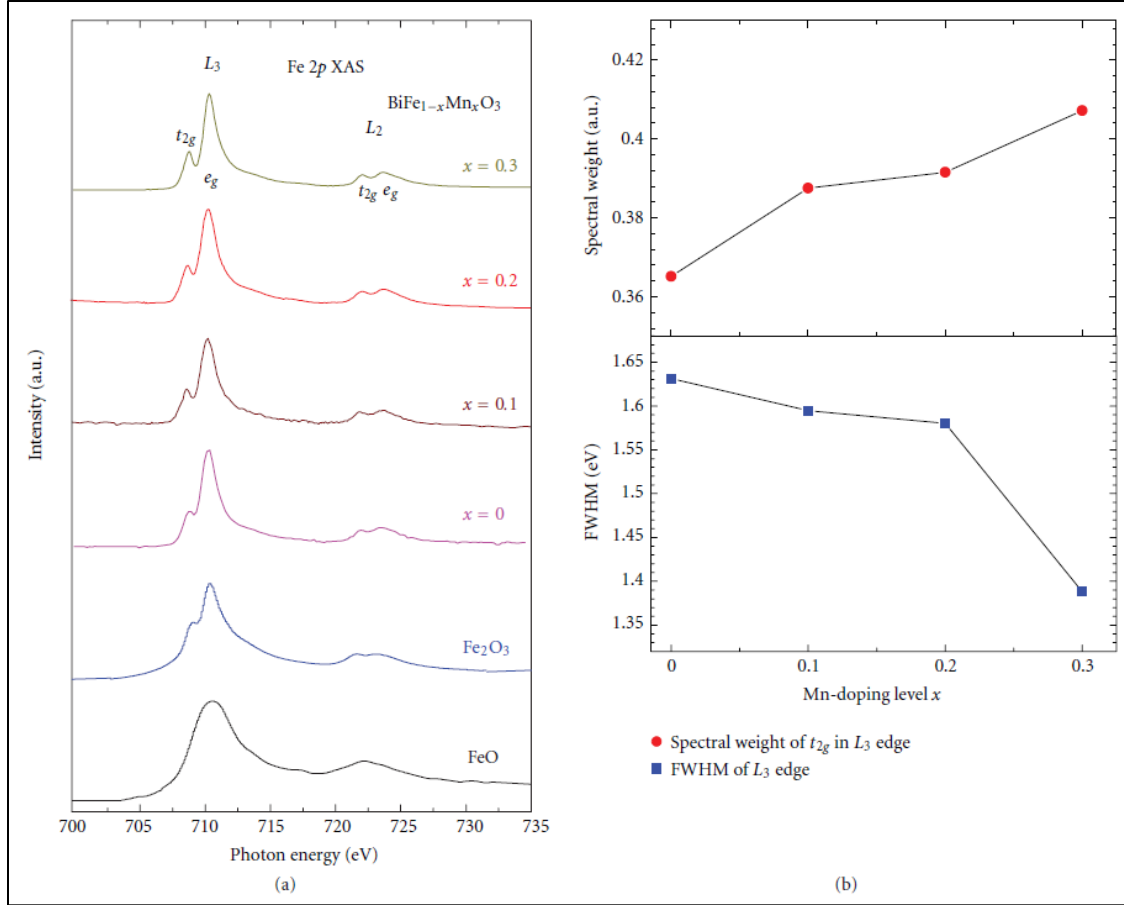 L3
Fe 2p XAS
BiFe1−xMnxO3
L2
t2g
eg
x = 0.3
t2g eg
x = 0.2
x = 0.1
x = 0
Fe2O3
FeO
Intensity (a.u.)
700 705 710 715 720 725 730 735
Photon energy (eV)
(a)
0.42
0.4
0.38
0.36
Spectral weight (a.u.)
1.65
1.6
1.55
1.5
1.45
1.4
1.35
FWHM (eV)
0 0.1 0.2 0.3
Mn-doping level x
Spectral weight of t2g in L3 edge
FWHM of L3 edge
(b)